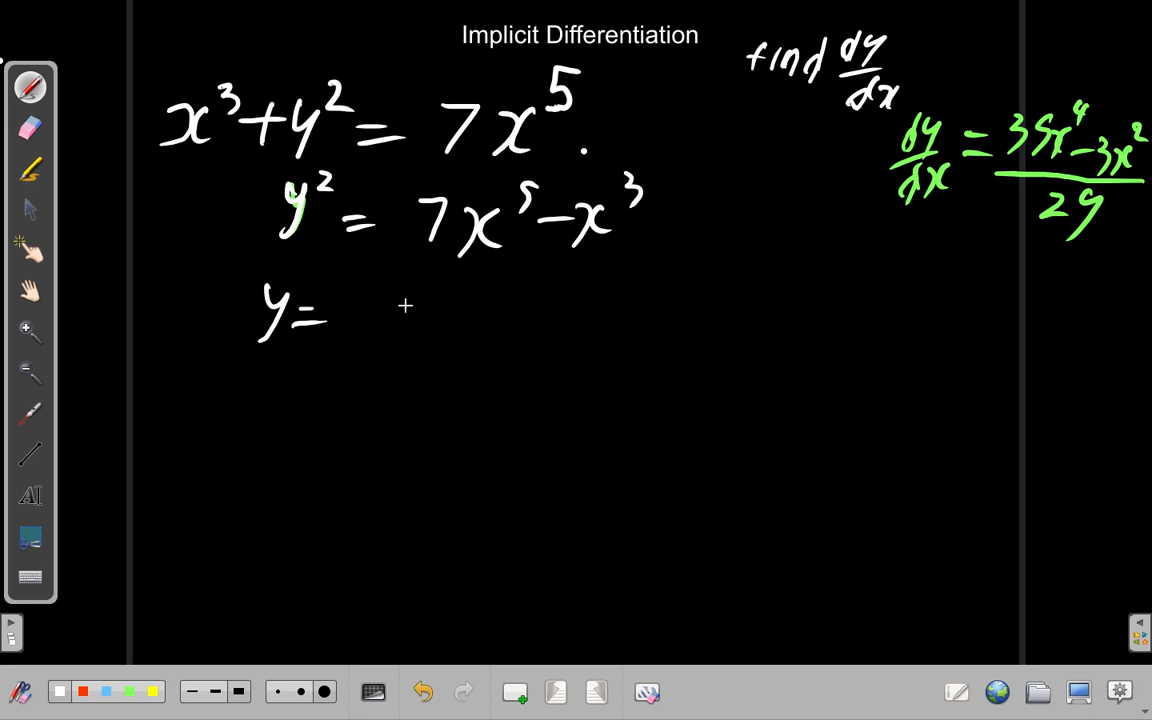 Implicit Differentiation
find dy/dx
x³+y²= 7x⁵.
dy/dx = (35x⁴-3x²)/2y
y² = 7x⁵-x³
y=